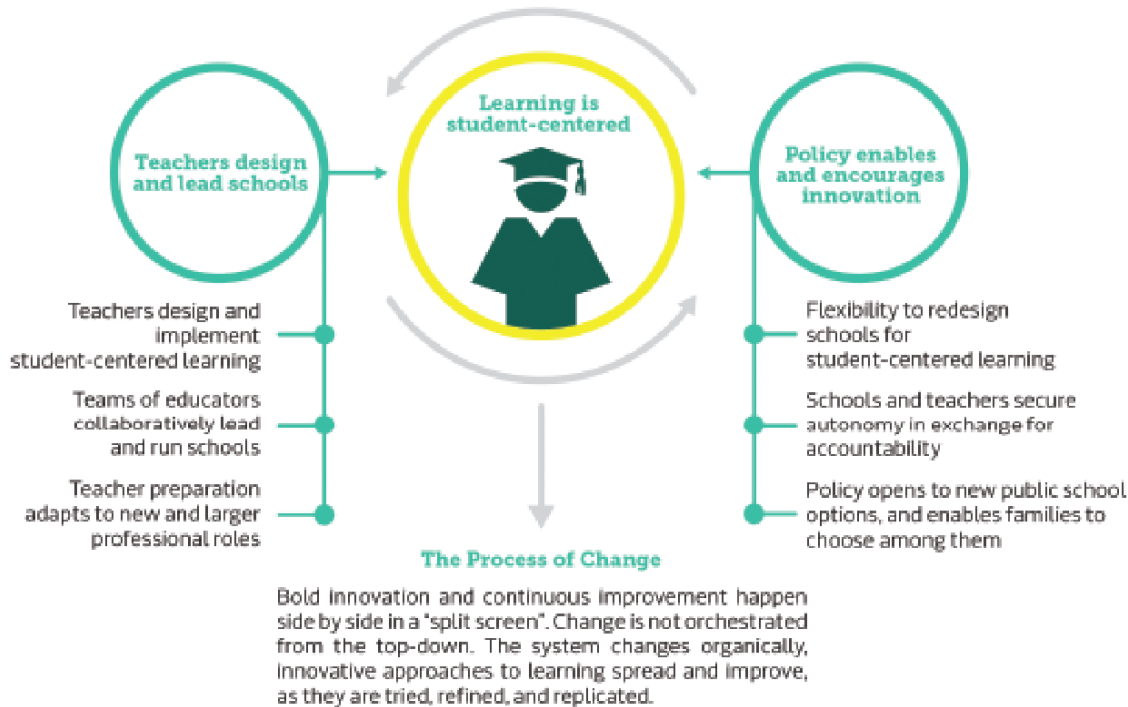 Learning is
student-centered
Teachers design
and lead schools
Policy enables
and encourages
innovation
Teachers design and
implement
student-centered learning
Teams of educators
collaboratively lead
and run schools
Teacher preparation
adapts to new and larger
professional roles
Flexibility to redesign
schools for
student-centered learning
Schools and teachers secure
autonomy in exchange for
accountability
Policy opens to new public school
options, and enables families to
choose among them
The Process of Change
Bold innovation and continuous improvement happen
side by side in a "split screen". Change is not orchestrated
from the top-down. The system changes organically,
innovative approaches to learning spread and improve,
as they are tried, refined, and replicated.